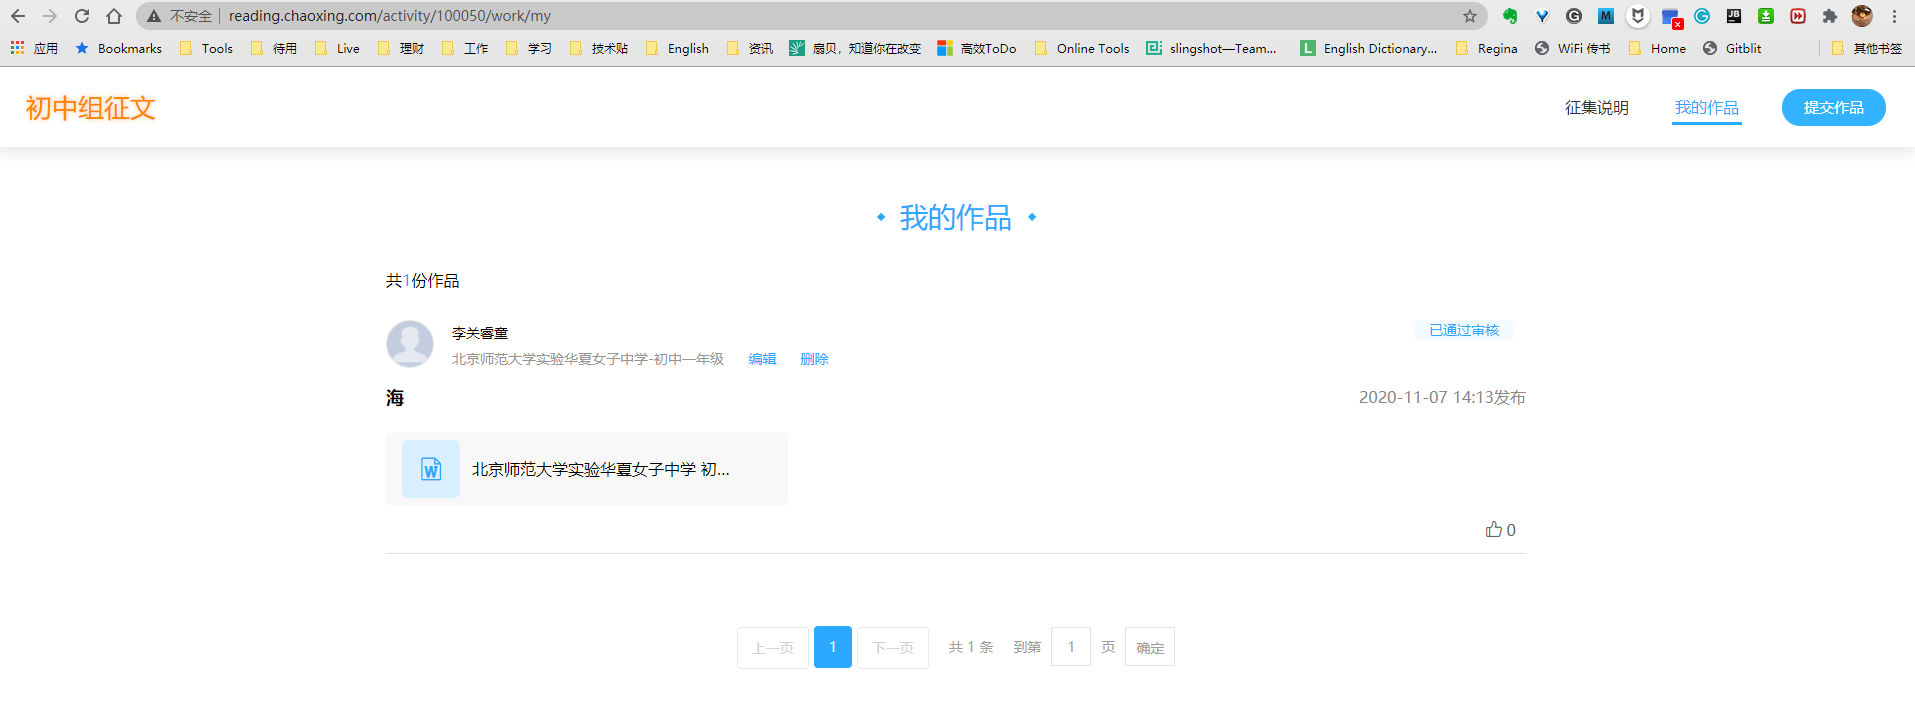 不安全 reading.chaoxing.com/activity/100050/work/my
应用 Bookmarks Tools 待用 Live 理财 工作 学习 技术贴 English 资讯 扇贝，知道你在改变 高效ToDo Online Tools slingshot—Team... English Dictionary... Regina WiFi 传书 Home Gitblit 其他书签
初中组征文 征集说明 我的作品 提交作品
我的作品
共1份作品
李关睿童 已通过审核
北京师范大学实验华夏女子中学-初中一年级 编辑 删除
海 2020-11-07 14:13发布
北京师范大学实验华夏女子中学 初...
0
上一页 1 下一页 共 1 条 到第 1 页 确定